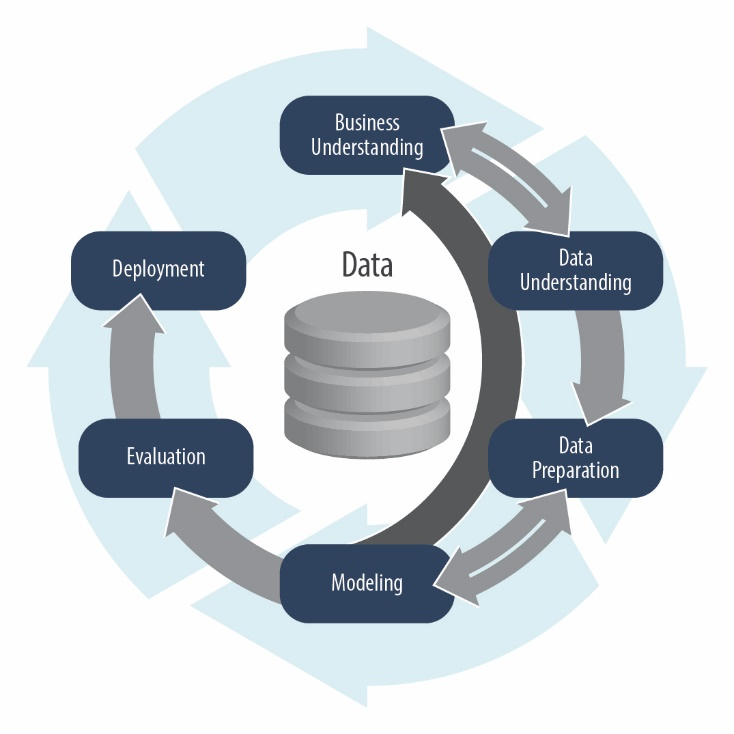 Business
Understanding
Data
Understanding
Data
Preparation
Modeling
Evaluation
Deployment
Data